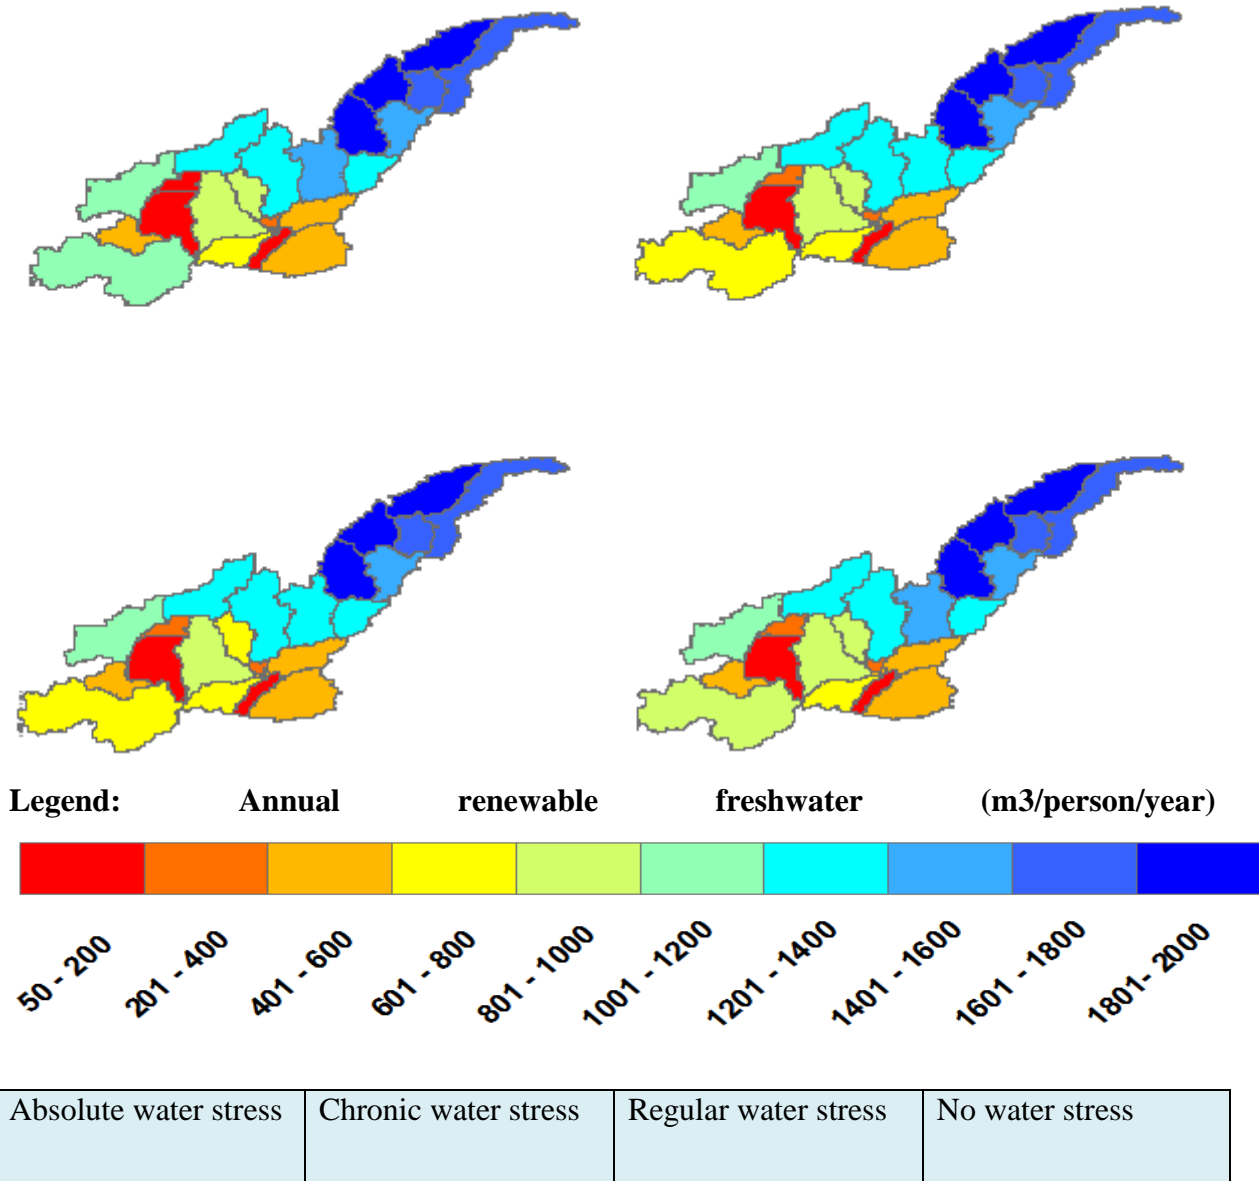 Legend: Annual renewable freshwater (m3/person/year)
50 - 200
201 - 400
401 - 600
601 - 800
801 - 1000
1001 - 1200
1201 - 1400
1401 - 1600
1601 - 1800
1801- 2000
Absolute water stress
Chronic water stress
Regular water stress
No water stress